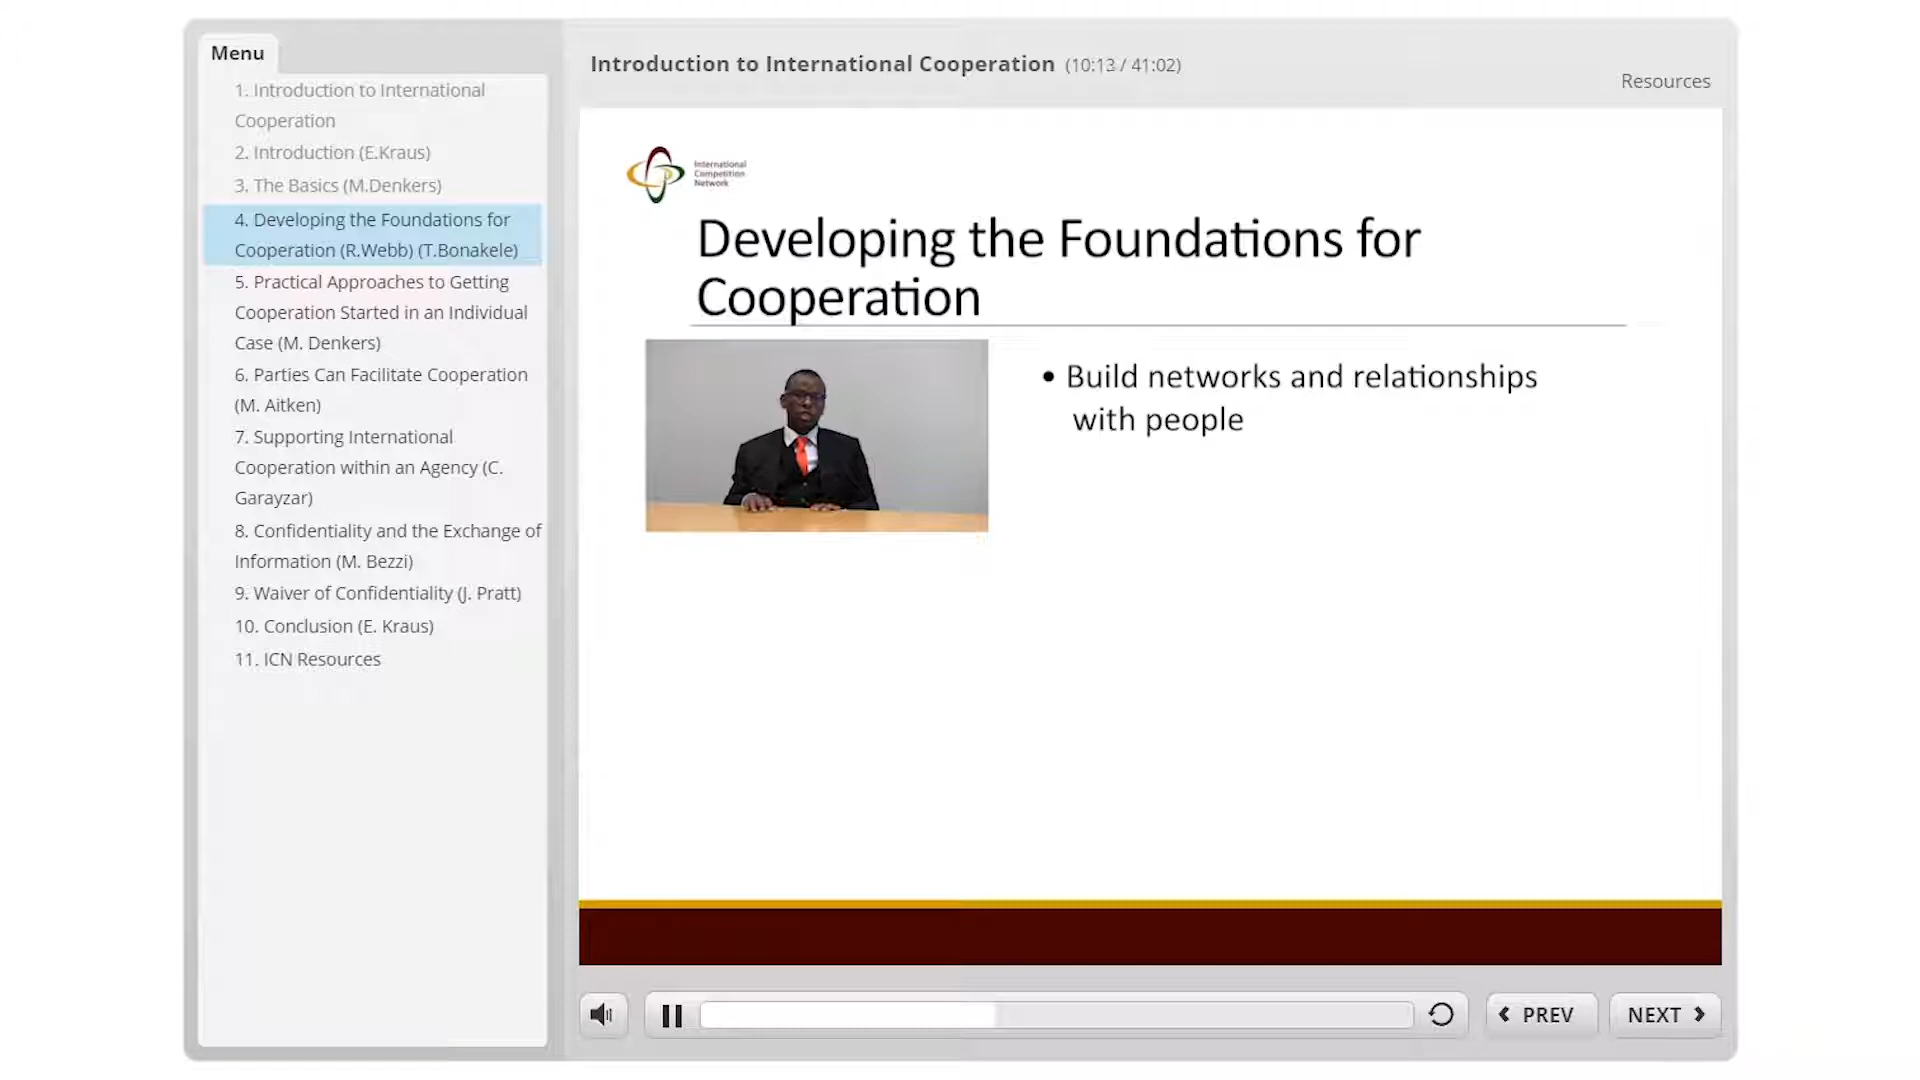 Menu
1. Introduction to International
Cooperation
2. Introduction (E.Kraus)
3. The Basics (M.Denkers)
4. Developing the Foundations for
Cooperation (R.Webb) (T.Bonakele)
5. Practical Approaches to Getting
Cooperation Started in an Individual
Case (M. Denkers)
6. Parties Can Facilitate Cooperation
(M. Aitken)
7. Supporting International
Cooperation within an Agency (C.
Garayzar)
8. Confidentiality and the Exchange of
Information (M. Bezzi)
9. Waiver of Confidentiality (J. Pratt)
10. Conclusion (E. Kraus)
11. ICN Resources
Introduction to International Cooperation (10:13 / 41:02)
Resources
International
Competition
Network
Developing the Foundations for
Cooperation
• Build networks and relationships
with people
PREV
NEXT